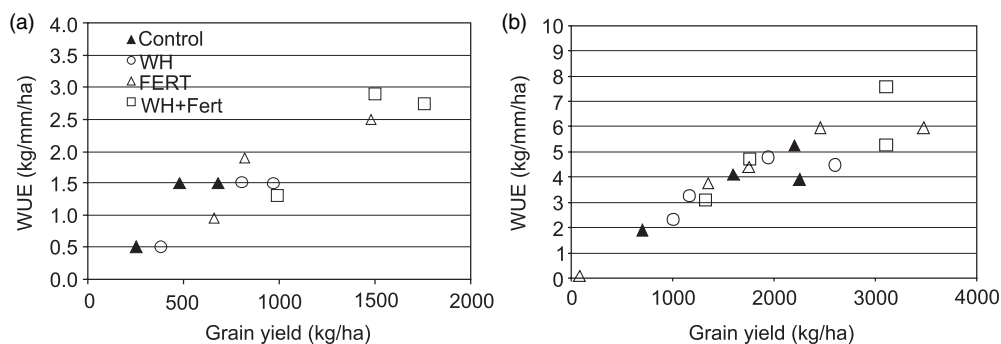 (a)
4.0
3.5
3.0
2.5
2.0
1.5
1.0
0.5
0.0
WUE (kg/mm/ha)
Control
WH
FERT
WH+Fert
0 500 1000 1500 2000
Grain yield (kg/ha)
(b)
10
9
8
7
6
5
4
3
2
1
0
WUE (kg/mm/ha)
0 1000 2000 3000 4000
Grain yield (kg/ha)